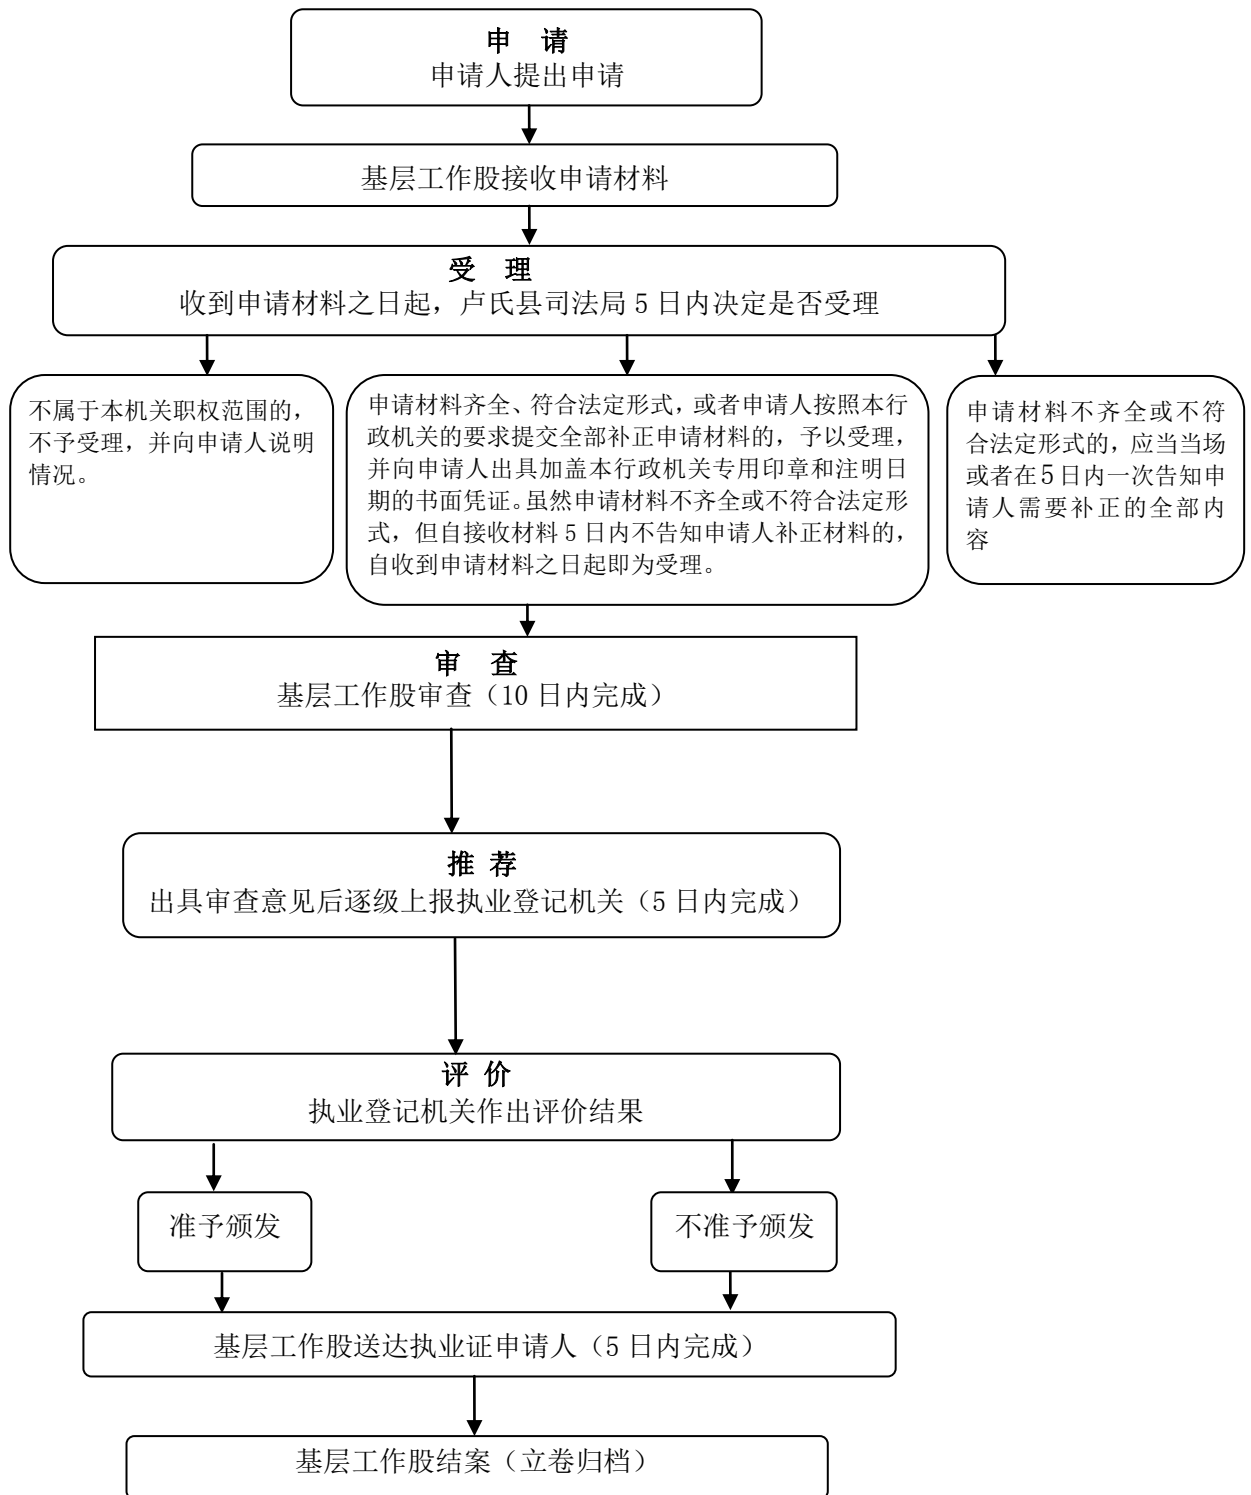 申 请
申请人提出申请
基层工作股接收申请材料
受 理
收到申请材料之日起，卢氏县司法局 5 日内决定是否受理
不属于本机关职权范围的，
不予受理，并向申请人说明
情况。
申请材料齐全、符合法定形式，或者申请人按照本行
政机关的要求提交全部补正申请材料的，予以受理，
并向申请人出具加盖本行政机关专用印章和注明日
期的书面凭证。虽然申请材料不齐全或不符合法定形
式，但自接收材料 5 日内不告知申请人补正材料的，
自收到申请材料之日起即为受理。
申请材料不齐全或不符
合法定形式的，应当当场
或者在 5 日内一次告知申
请人需要补正的全部内
容
审 查
基层工作股审查（10 日内完成）
推 荐
出具审查意见后逐级上报执业登记机关（5 日内完成）
评 价
执业登记机关作出评价结果
准予颁发
不准予颁发
基层工作股送达执业证申请人（5 日内完成）
基层工作股结案（立卷归档）